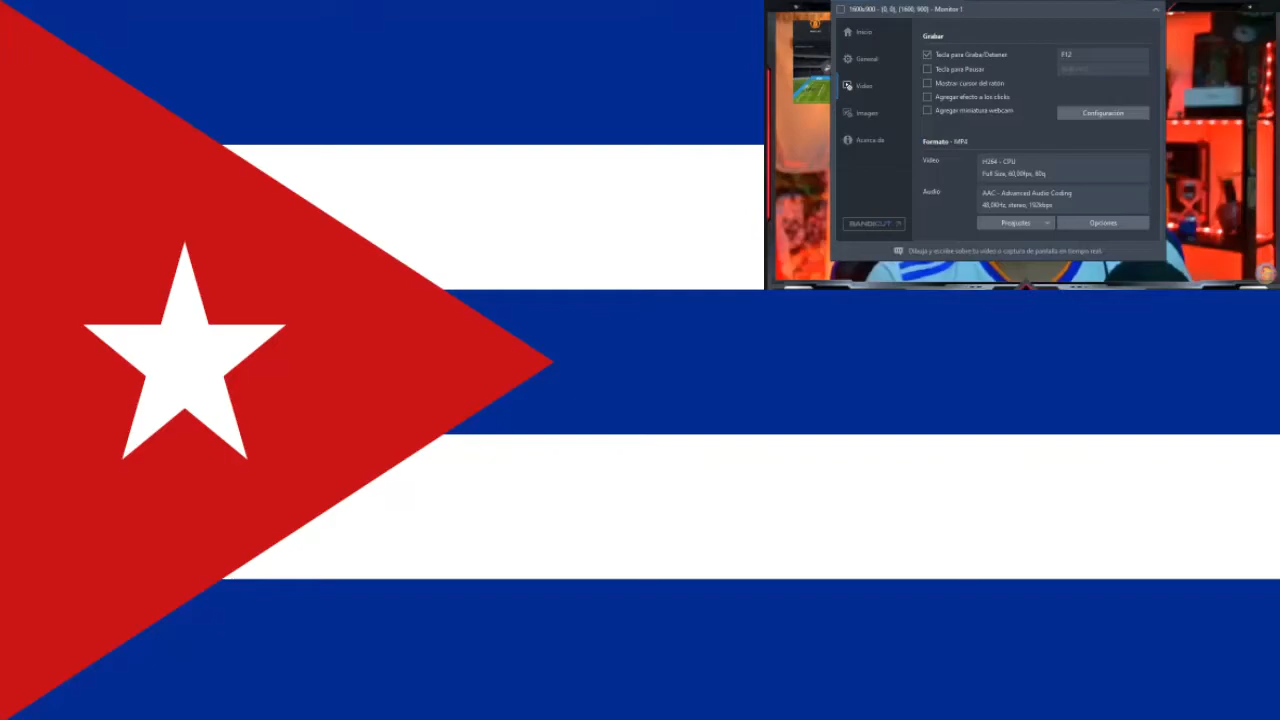 1600x900 - (0, 0), (1600, 900) - Monitor 1
Inicio
General
Video
Imagen
Acerca de
BANDICUT
Grabar
Tecla para Grabar/Detener
F12
Tecla para Pausar
Mostrar cursor del ratón
Agregar efecto a los clicks
Agregar miniatura webcam
Configuración
Formato - MP4
Vídeo
H264 - CPU
Full Size, 40,00fps, 80q
Audio
AAC - Advanced Audio Coding
48,0KHz, stereo, 192kbps
Preajustes
Opciones
Dibuja y escribe sobre tu vídeo o captura de pantalla en tiempo real.